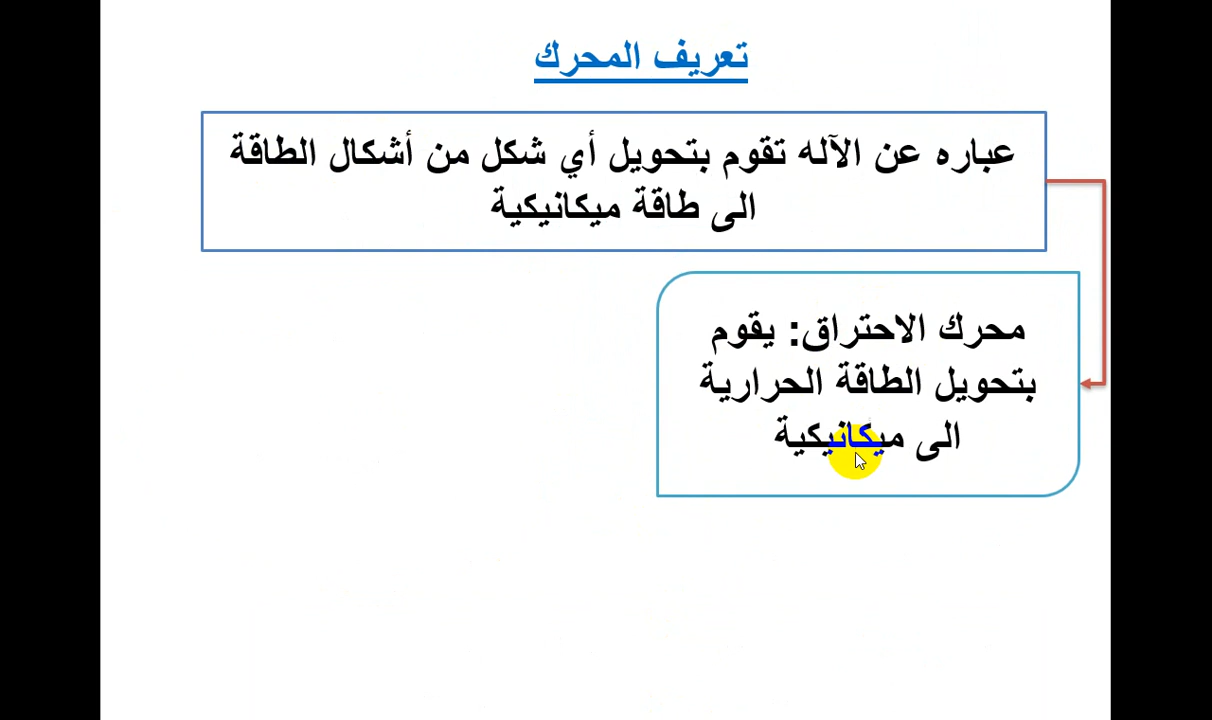 تعريف المحرك
عباره عن الآله تقوم بتحويل أي شكل من أشكال الطاقة
الى طاقة ميكانيكية
محرك الاحتراق: يقوم
بتحويل الطاقة الحرارية
الى ميكانيكية